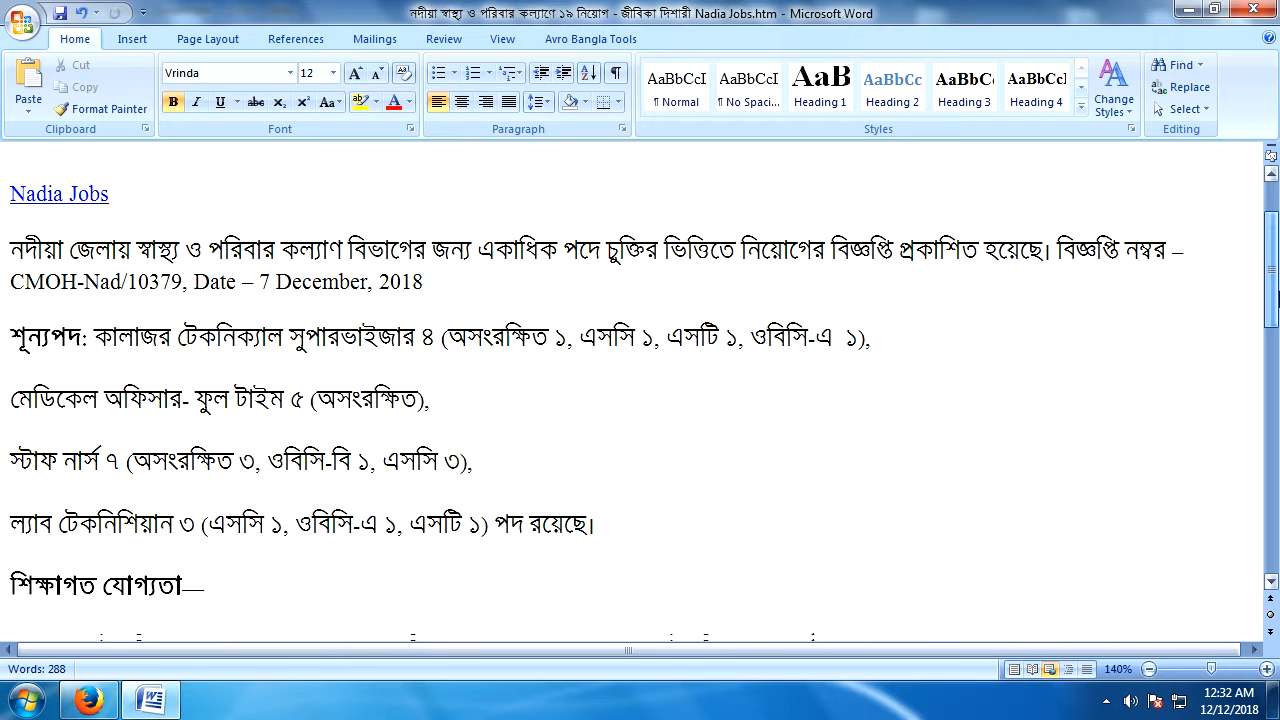 নদীয়া স্বাস্থ্য ও পরিবার কল্যাণে ১৯ নিয়োগ - জীবিকা দিশারী Nadia Jobs.htm - Microsoft Word
Home Insert Page Layout References Mailings Review View Avro Bangla Tools
Paste
Cut
Copy
Format Painter
Clipboard
Vrinda 12
Font
Paragraph
AaBbCcI AaBbCcI AaB AaBbCc AaBbC AaBbCcI
¶ Normal ¶ No Spaci... Heading 1 Heading 2 Heading 3 Heading 4
Change Styles
Styles
Find
Replace
Select
Editing
Nadia Jobs
নদীয়া জেলায় স্বাস্থ্য ও পরিবার কল্যাণ বিভাগের জন্য একাধিক পদে চুক্তির ভিত্তিতে নিয়োগের বিজ্ঞপ্তি প্রকাশিত হয়েছে। বিজ্ঞপ্তি নম্বর –
CMOH-Nad/10379, Date – 7 December, 2018
শূন্যপদ: কালাজর টেকনিক্যাল সুপারভাইজার ৪ (অসংরক্ষিত ১, এসসি ১, এসটি ১, ওবিসি-এ ১),
মেডিকেল অফিসার- ফুল টাইম ৫ (অসংরক্ষিত),
স্টাফ নার্স ৭ (অসংরক্ষিত ৩, ওবিসি-বি ১, এসসি ৩),
ল্যাব টেকনিশিয়ান ৩ (এসসি ১, ওবিসি-এ ১, এসটি ১) পদ রয়েছে।
শিক্ষাগত যোগ্যতা—
Words: 288
140%
12:32 AM
12/12/2018